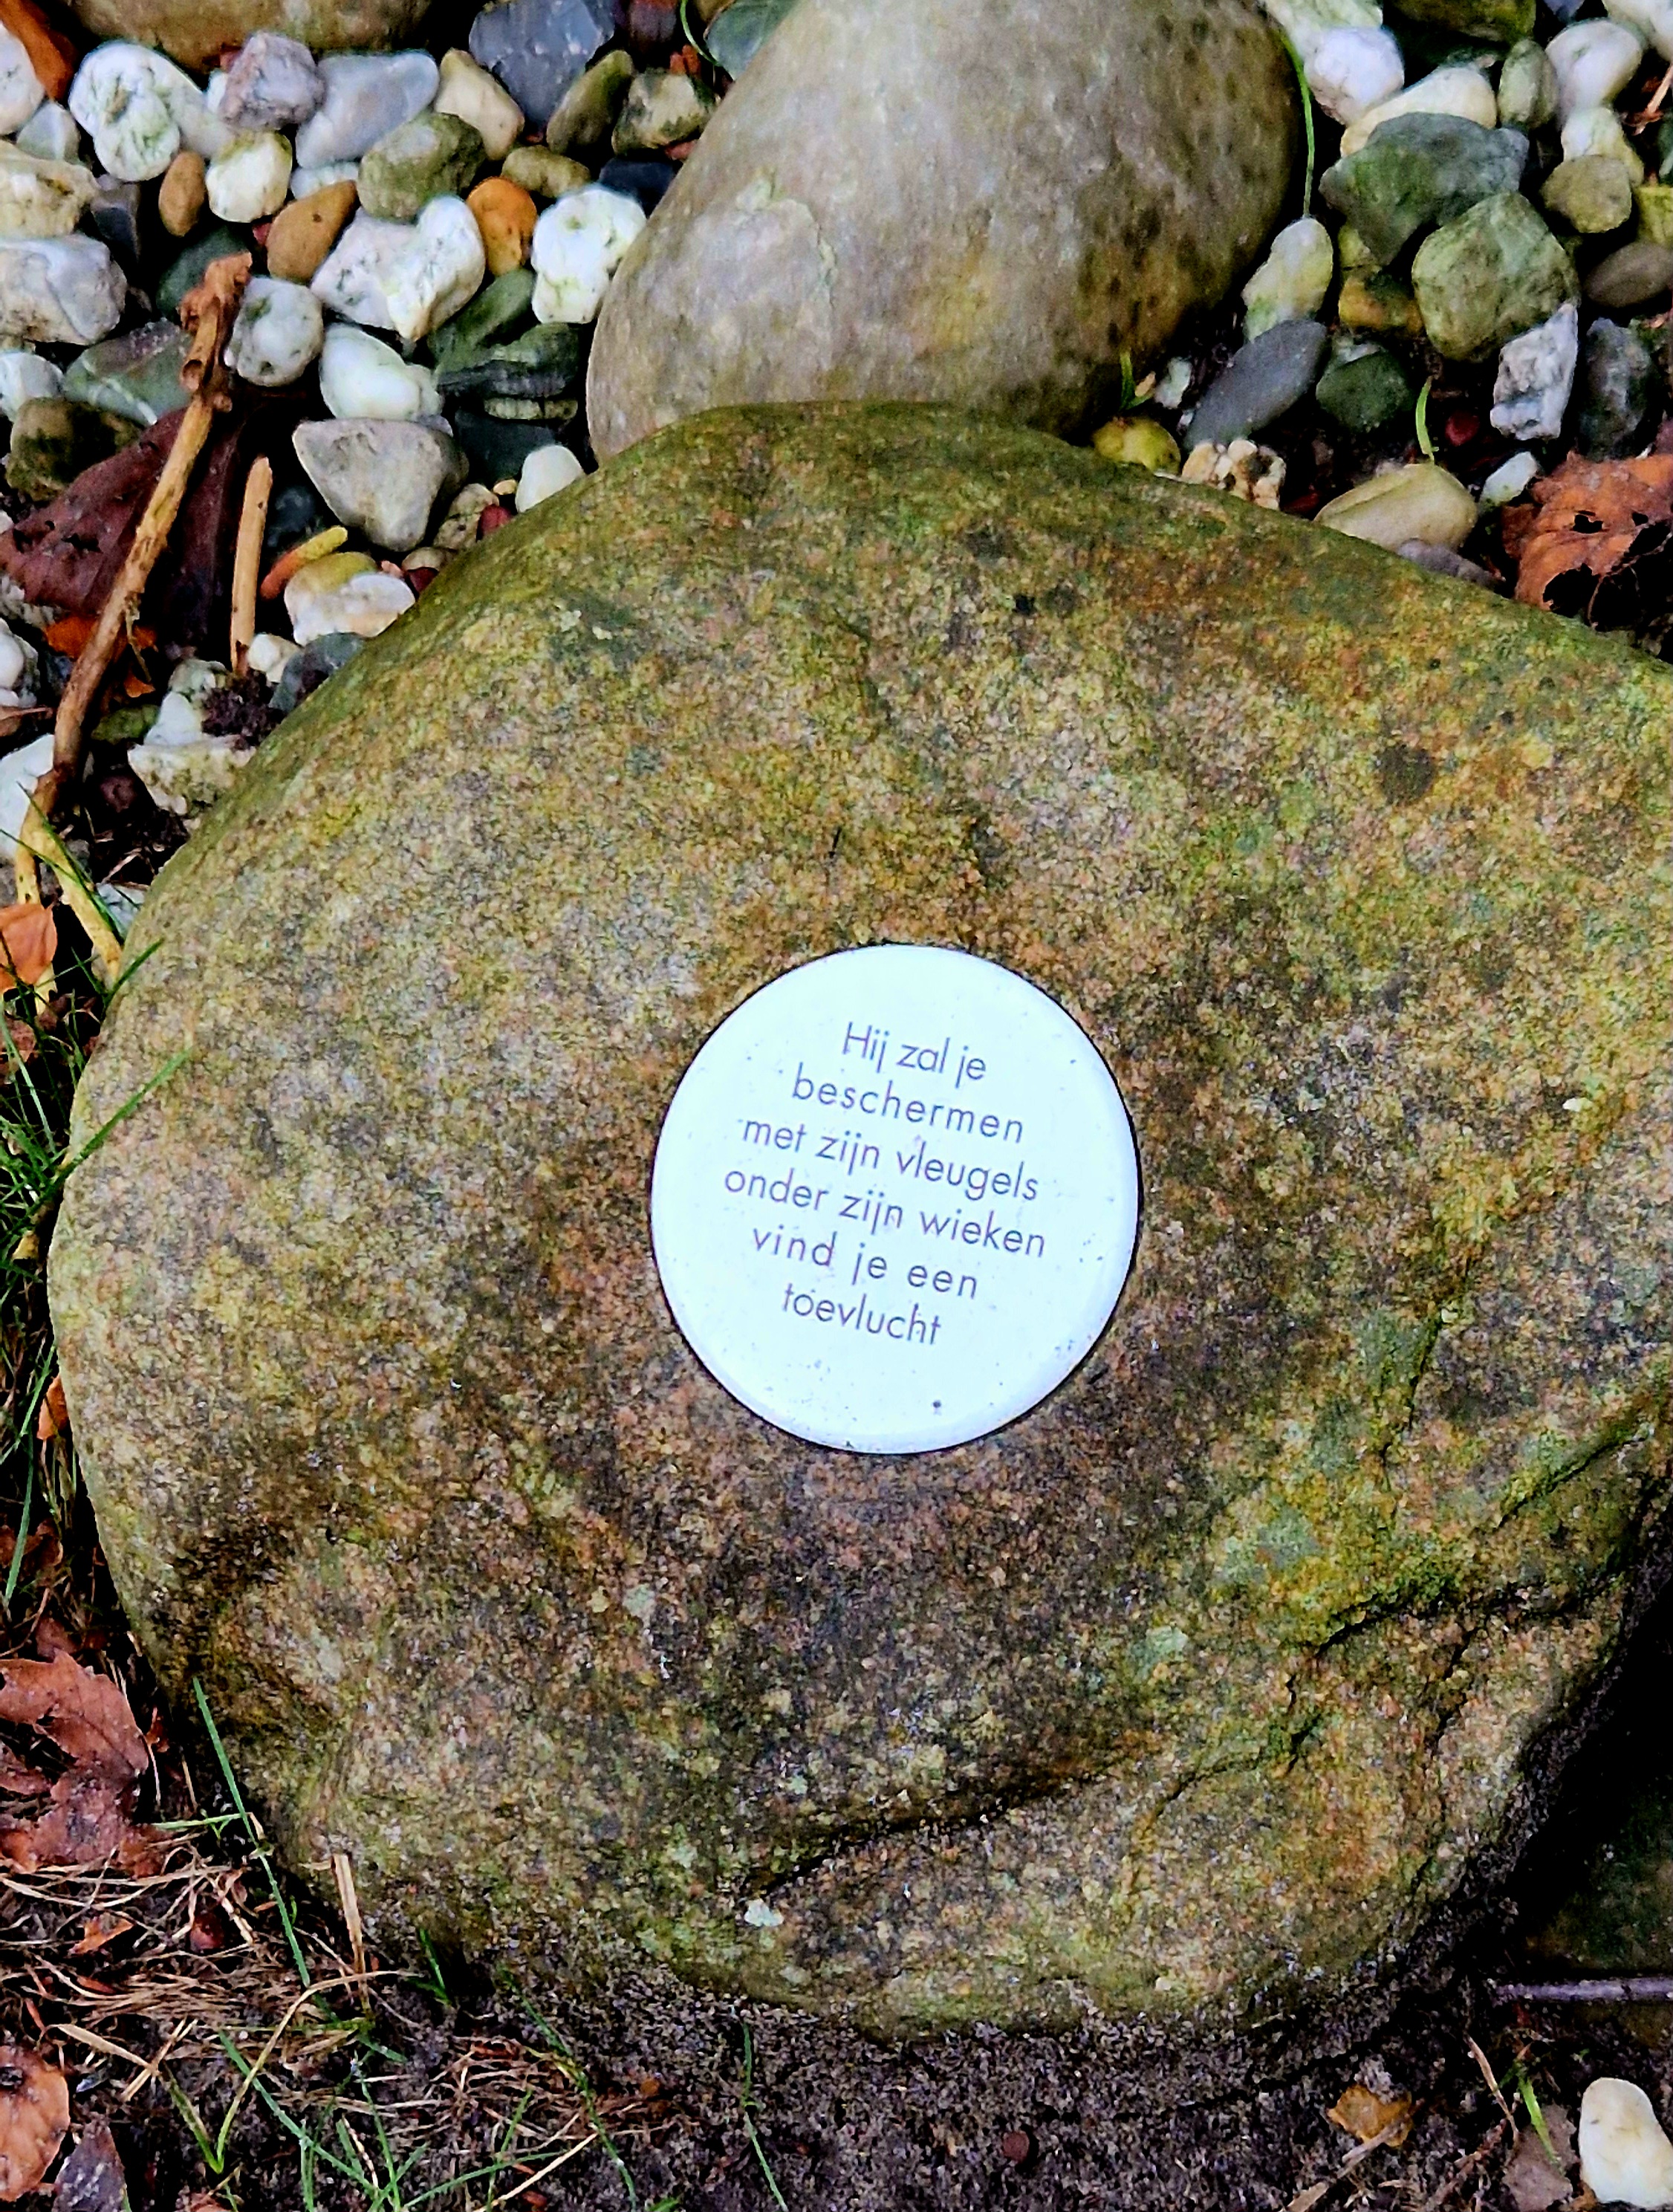 Hij zal je
beschermen
met zijn vleugels
onder zijn wieken
vind je een
toevlucht